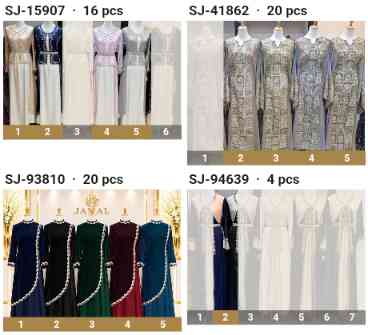 SJ-15907 · 16 pcs
1 2 3 4 5 6
SJ-41862 · 20 pcs
1 2 3 4 5
SJ-93810 · 20 pcs
JAWAL
1 2 3 4 5
SJ-94639 · 4 pcs
1 2 3 4 5 6 7